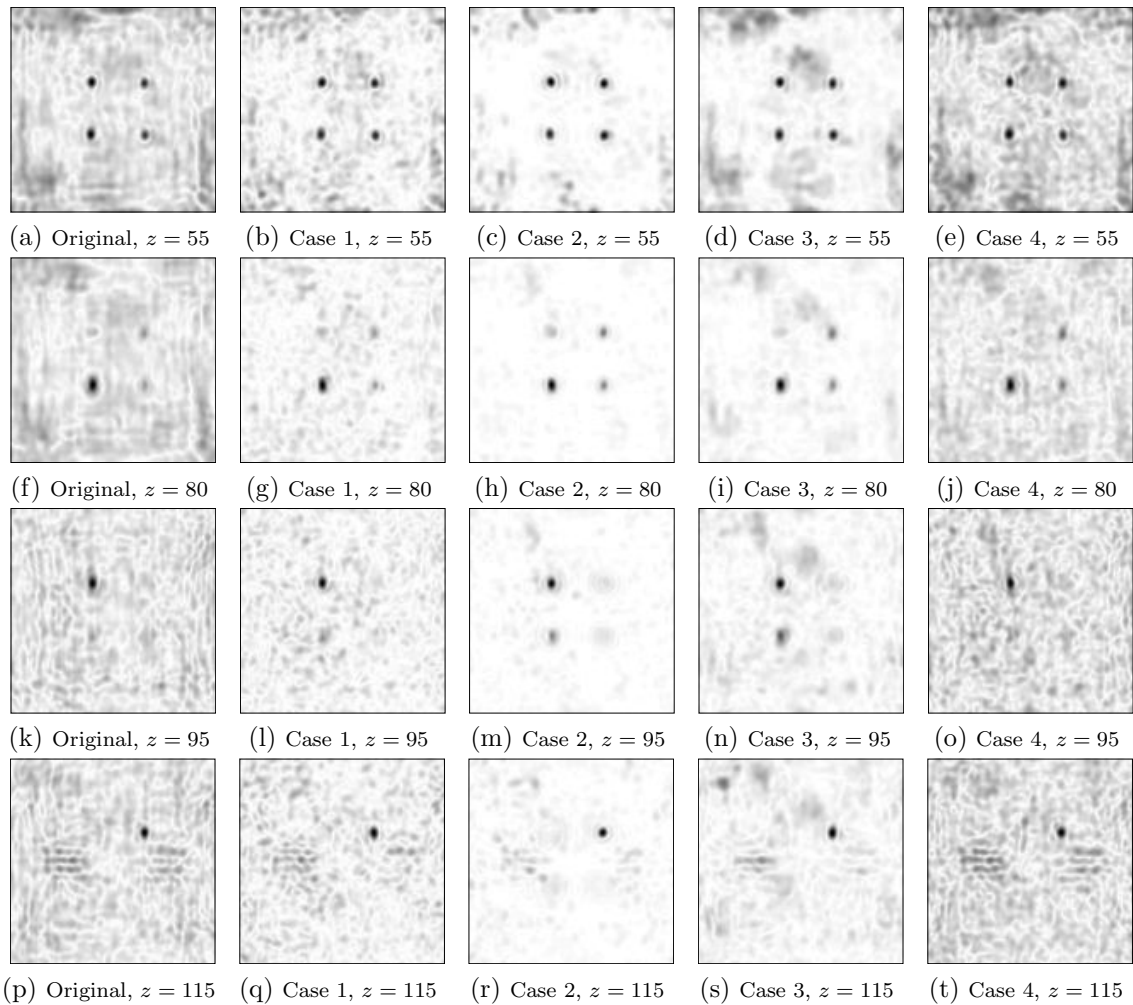 (a) Original, z = 55 (b) Case 1, z = 55 (c) Case 2, z = 55 (d) Case 3, z = 55 (e) Case 4, z = 55
(f) Original, z = 80 (g) Case 1, z = 80 (h) Case 2, z = 80 (i) Case 3, z = 80 (j) Case 4, z = 80
(k) Original, z = 95 (l) Case 1, z = 95 (m) Case 2, z = 95 (n) Case 3, z = 95 (o) Case 4, z = 95
(p) Original, z = 115 (q) Case 1, z = 115 (r) Case 2, z = 115 (s) Case 3, z = 115 (t) Case 4, z = 115